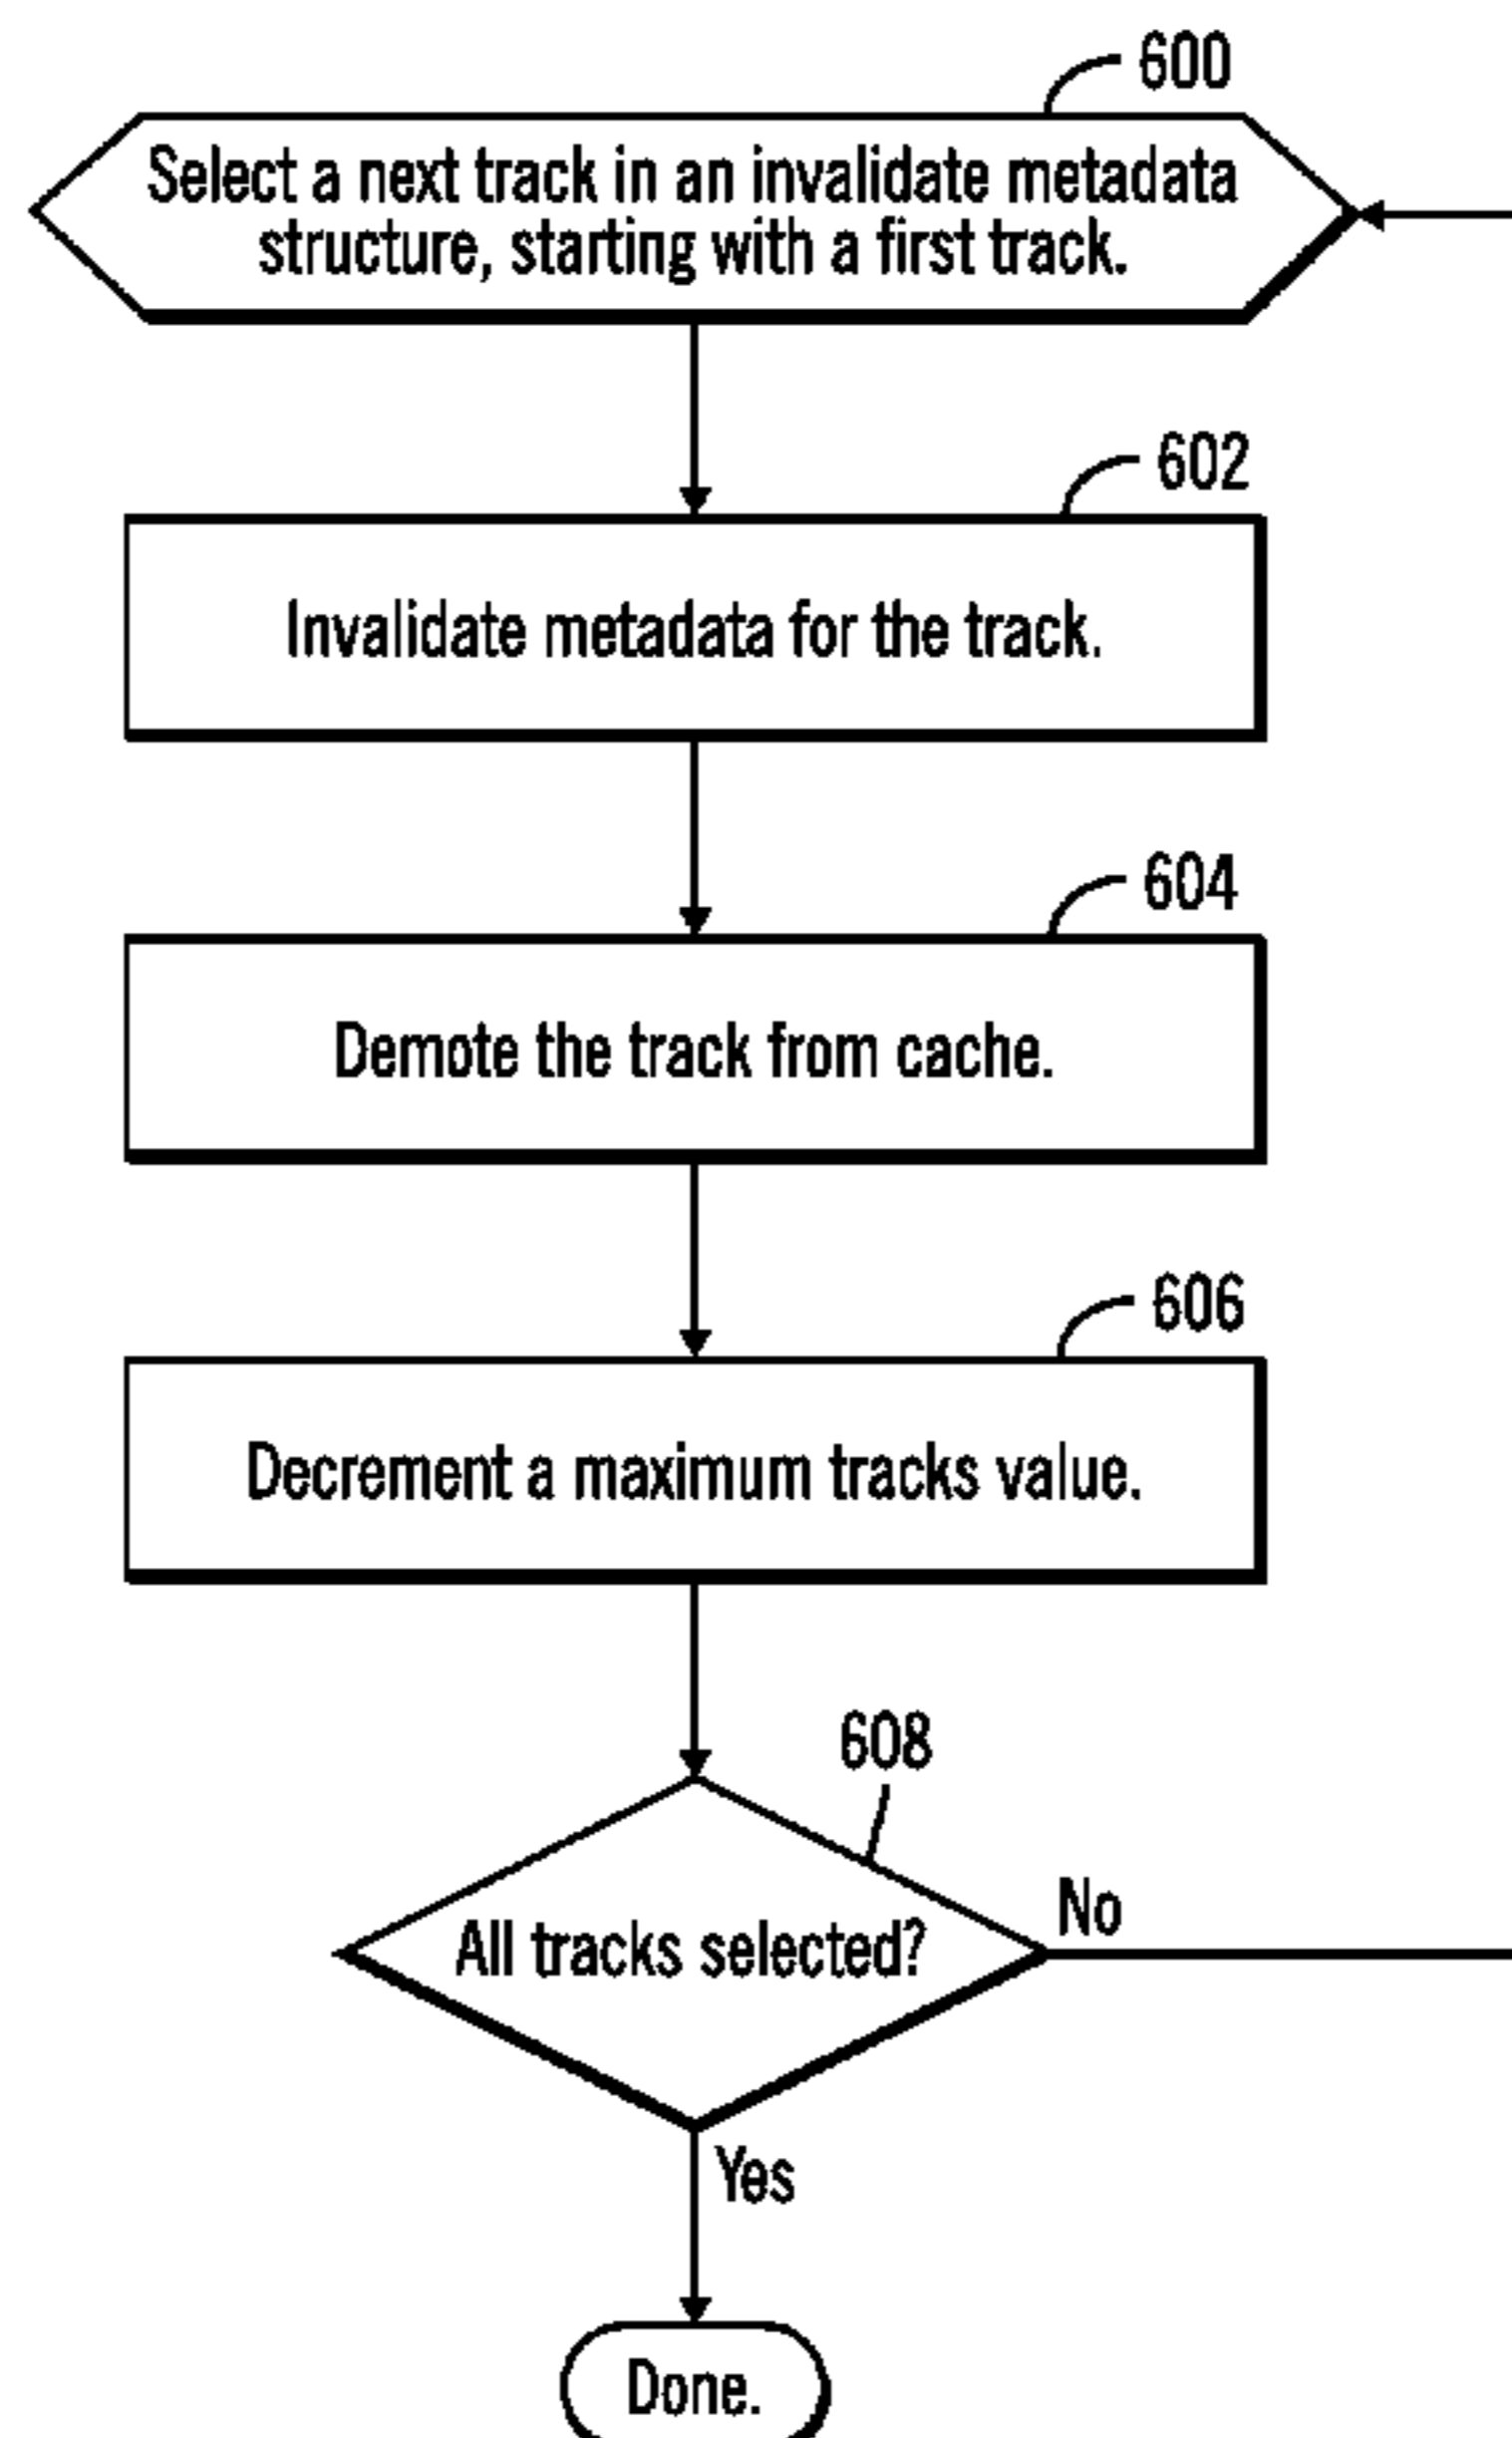 600
Select a next track in an invalidate metadata
structure, starting with a first track.
602
Invalidate metadata for the track.
604
Demote the track from cache.
606
Decrement a maximum tracks value.
608
All tracks selected?
No
Yes
Done.